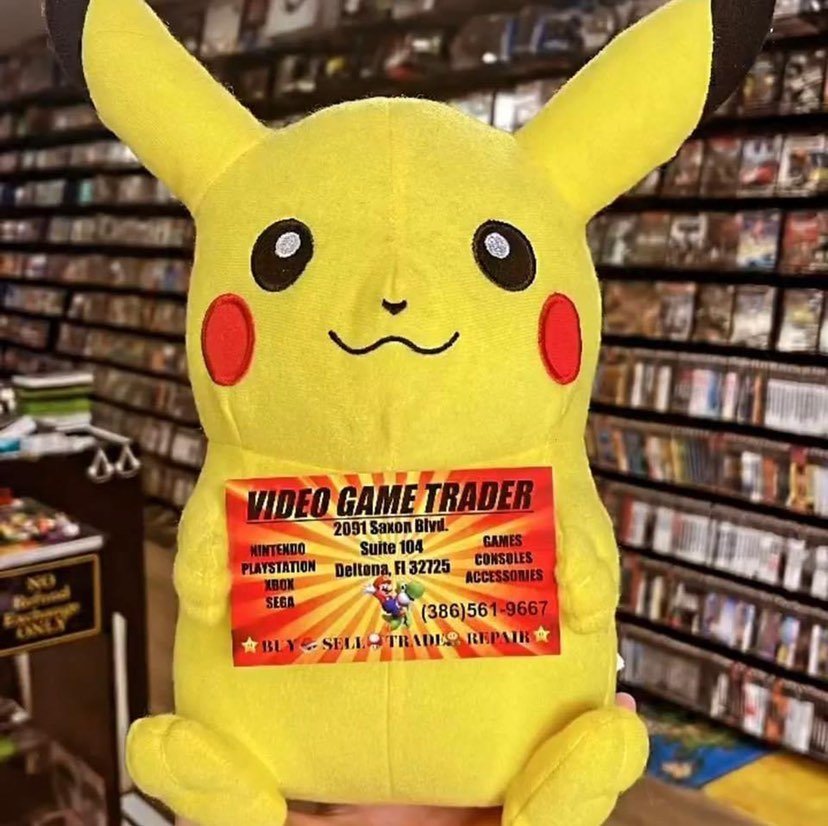 VIDEO GAME TRADER
2091 Saxon Blvd.
Suite 104
Deltona, Fl 32725
NINTENDO
PLAYSTATION
XBOX
SEGA
GAMES
CONSOLES
ACCESSORIES
(386)561-9667
BUY SELL TRADE REPAIR
NO
Refund
Exchange
ONLY